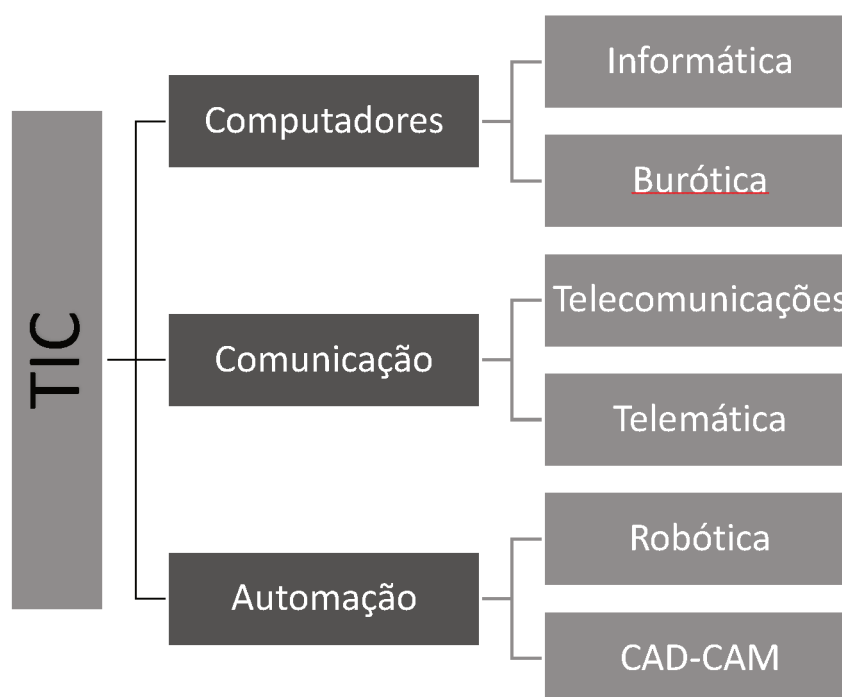 TIC
Computadores
Informática
Burótica
Comunicação
Telecomunicações
Telemática
Automação
Robótica
CAD-CAM